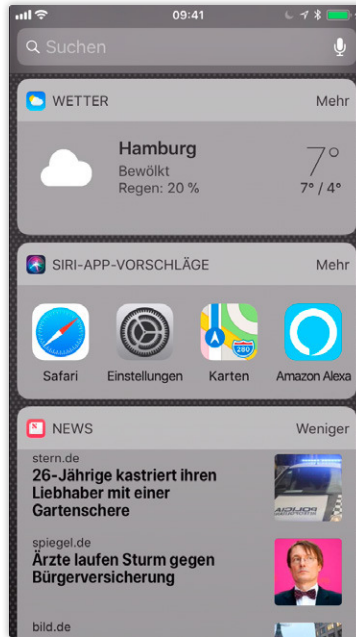 09:41
Suchen
WETTER Mehr
Hamburg
Bewölkt
Regen: 20 %
7°
7° / 4°
SIRI-APP-VORSCHLÄGE Mehr
280
Safari Einstellungen Karten Amazon Alexa
NEWS Weniger
stern.de
26-Jährige kastriert ihren
Liebhaber mit einer
Gartenschere
spiegel.de
Ärzte laufen Sturm gegen
Bürgerversicherung
bild.de